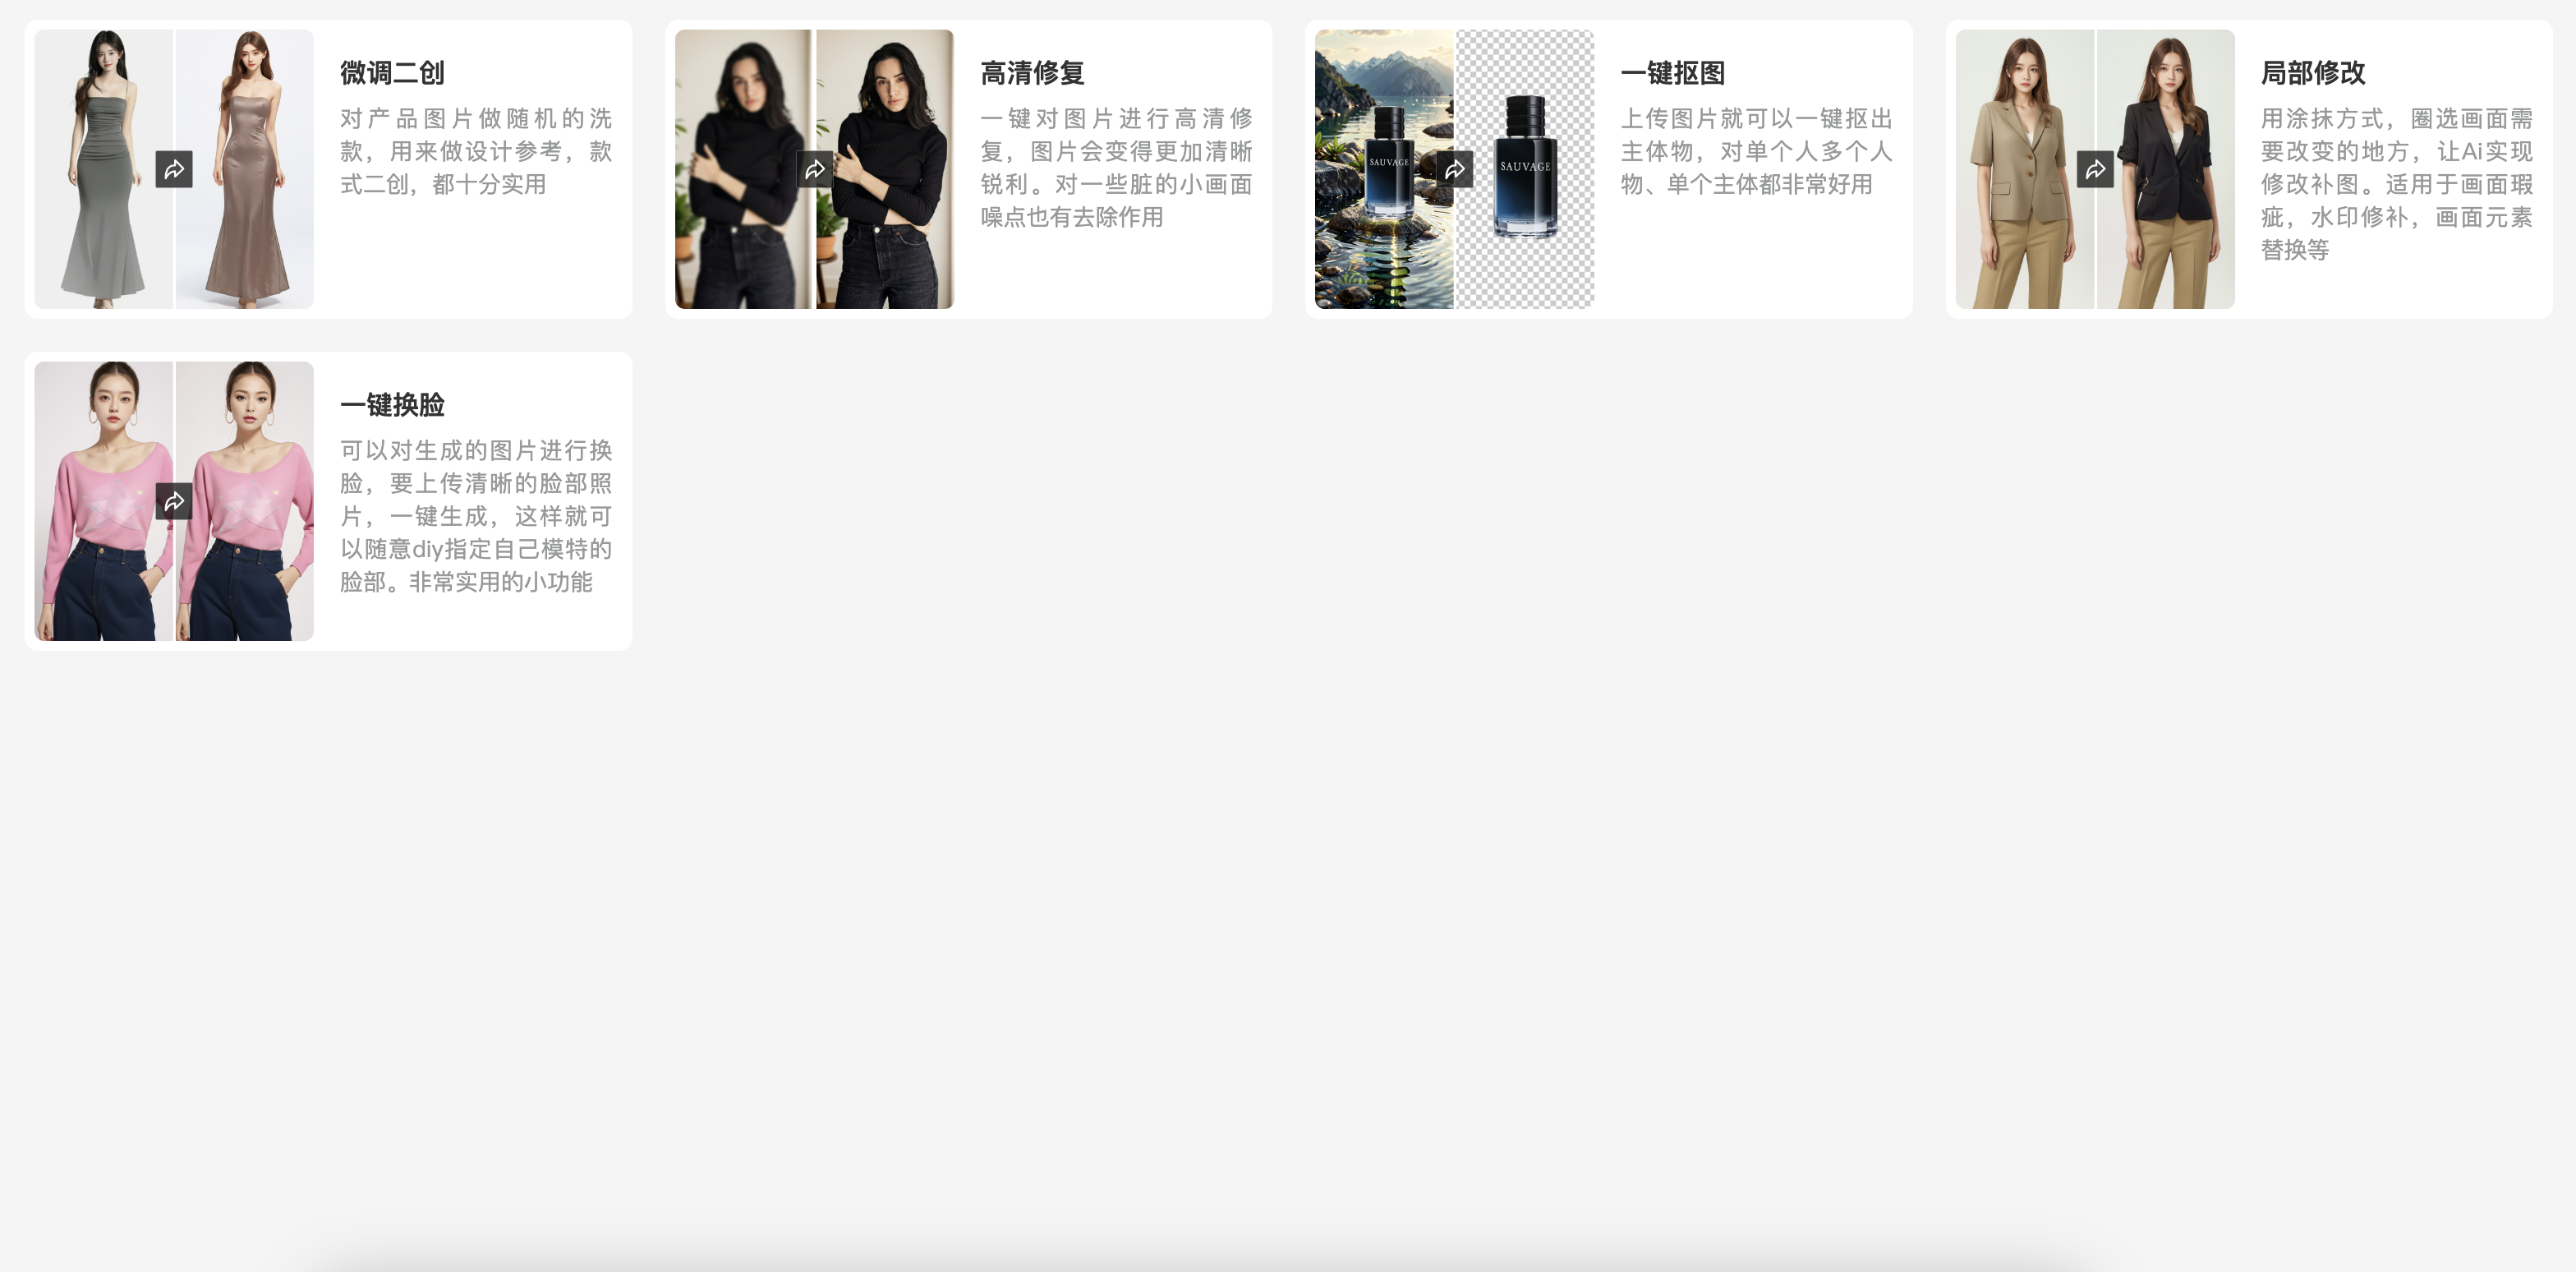 微调二创
对产品图片做随机的洗
款，用来做设计参考，款
式二创，都十分实用
高清修复
一键对图片进行高清修
复，图片会变得更加清晰
锐利。对一些脏的小画面
噪点也有去除作用
SAUVAGE
SAUVAGE
一键抠图
上传图片就可以一键抠出
主体物，对单个人多个人
物、单个主体都非常好用
局部修改
用涂抹方式，圈选画面需
要改变的地方，让Ai实现
修改补图。适用于画面瑕
疵，水印修补，画面元素
替换等
一键换脸
可以对生成的图片进行换
脸，要上传清晰的脸部照
片，一键生成，这样就可
以随意diy指定自己模特的
脸部。非常实用的小功能